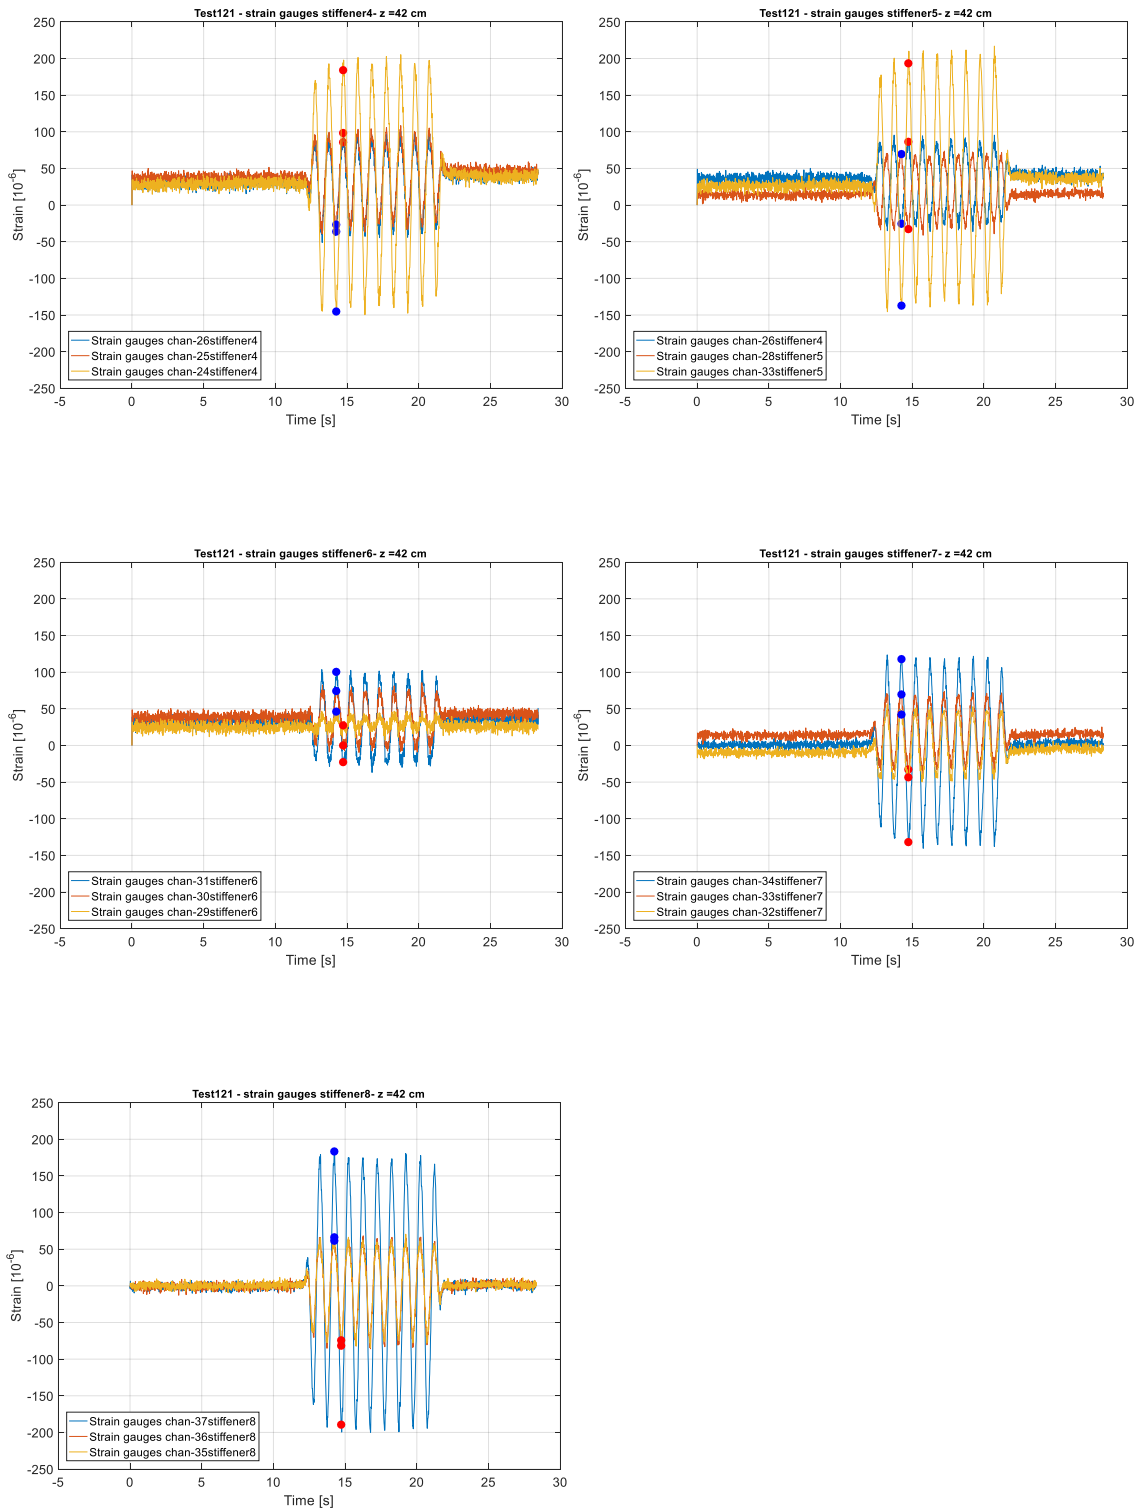 Test121 - strain gauges stiffener4- z =42 cm
250
200
150
100
50
0
-50
-100
-150
-200
-250
Strain [10-6]
Strain gauges chan-26stiffener4
Strain gauges chan-25stiffener4
Strain gauges chan-24stiffener4
-5 0 5 10 15 20 25 30
Time [s]
Test121 - strain gauges stiffener5- z =42 cm
250
200
150
100
50
0
-50
-100
-150
-200
-250
Strain [10-6]
Strain gauges chan-26stiffener4
Strain gauges chan-28stiffener5
Strain gauges chan-33stiffener5
-5 0 5 10 15 20 25 30
Time [s]
Test121 - strain gauges stiffener6- z =42 cm
250
200
150
100
50
0
-50
-100
-150
-200
-250
Strain [10-6]
Strain gauges chan-31stiffener6
Strain gauges chan-30stiffener6
Strain gauges chan-29stiffener6
-5 0 5 10 15 20 25 30
Time [s]
Test121 - strain gauges stiffener7- z =42 cm
250
200
150
100
50
0
-50
-100
-150
-200
-250
Strain [10-6]
Strain gauges chan-34stiffener7
Strain gauges chan-33stiffener7
Strain gauges chan-32stiffener7
-5 0 5 10 15 20 25 30
Time [s]
Test121 - strain gauges stiffener8- z =42 cm
250
200
150
100
50
0
-50
-100
-150
-200
-250
Strain [10-6]
Strain gauges chan-37stiffener8
Strain gauges chan-36stiffener8
Strain gauges chan-35stiffener8
-5 0 5 10 15 20 25 30
Time [s]